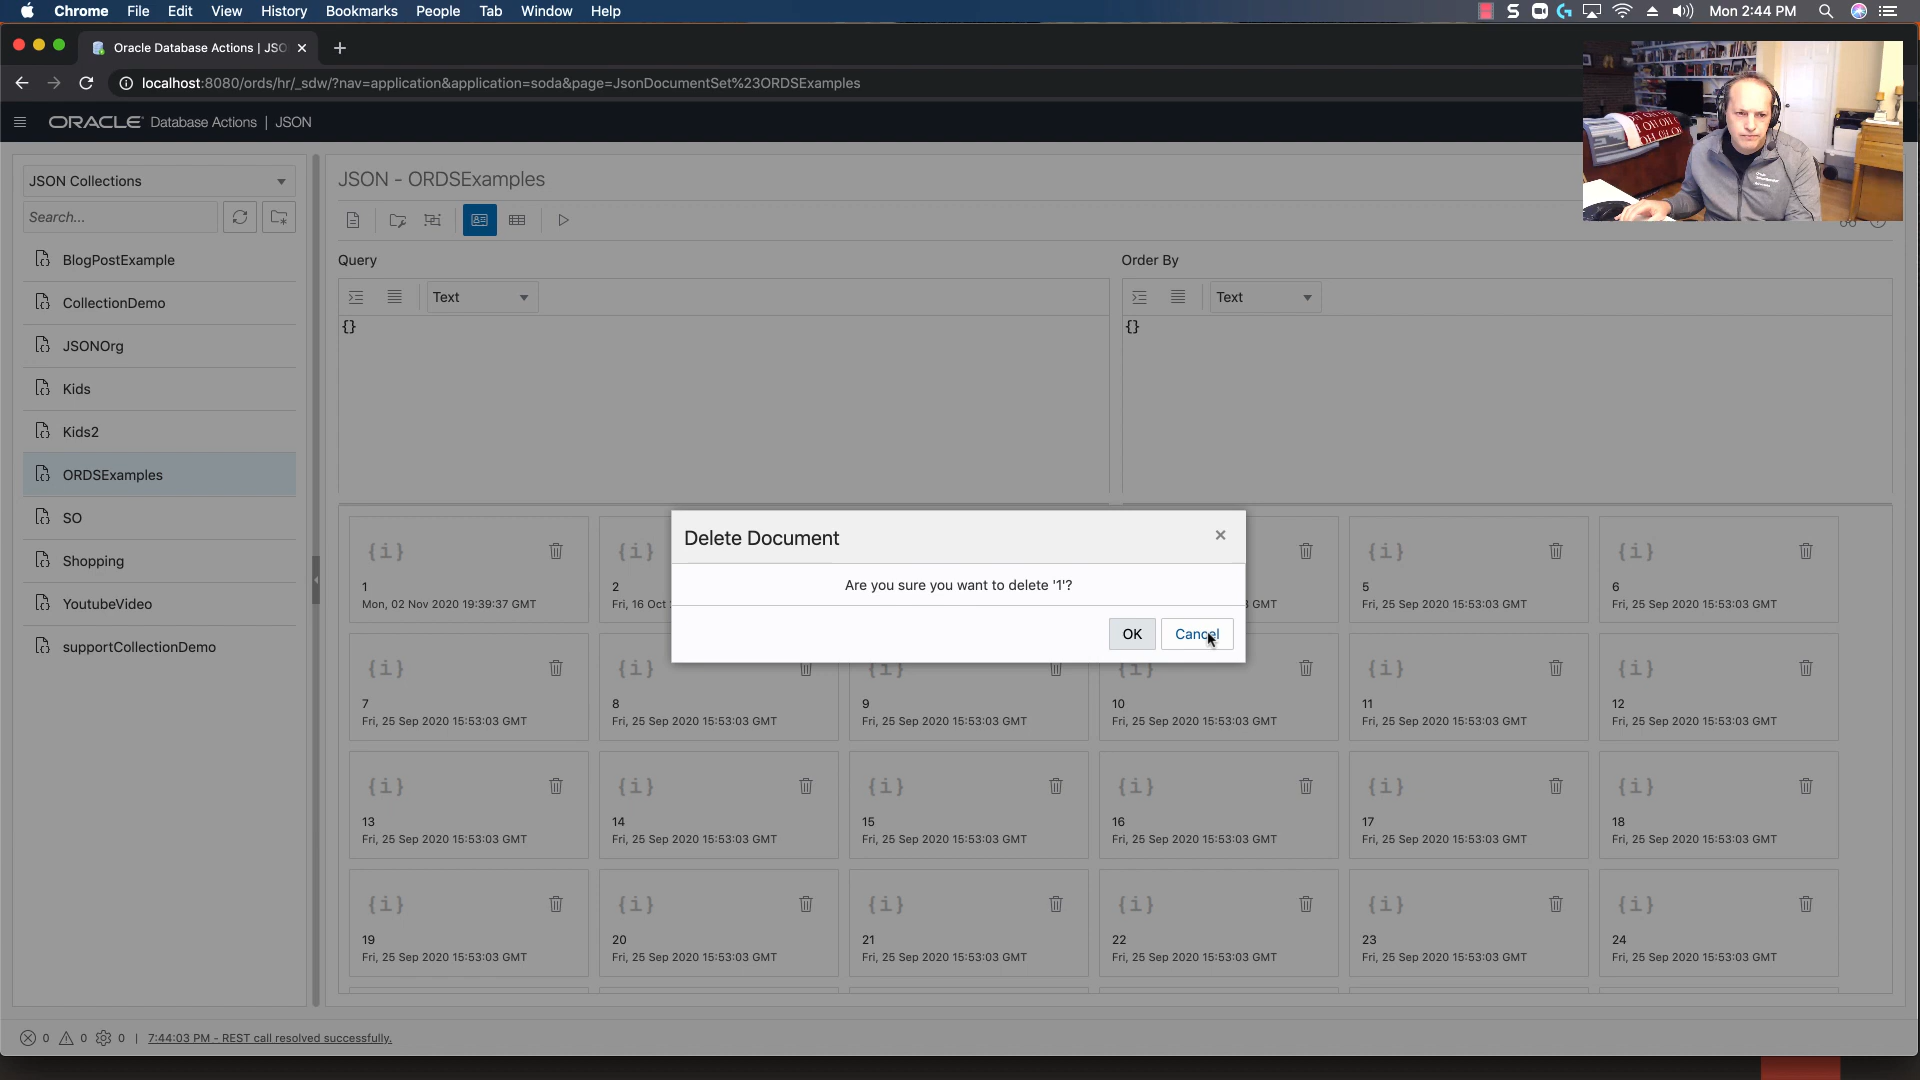 Chrome File Edit View History Bookmarks People Tab Window Help
Mon 2:44 PM
Oracle Database Actions | JSO
localhost:8080/ords/hr/_sdw/?nav=application&application=soda&page=JsonDocumentSet%23ORDSExamples
ORACLE Database Actions | JSON
JSON Collections
Search...
BlogPostExample
CollectionDemo
JSONOrg
Kids
Kids2
ORDSExamples
SO
Shopping
YoutubeVideo
supportCollectionDemo
JSON - ORDSExamples
Query
Order By
Text
Text
{}
{}
Delete Document
Are you sure you want to delete '1'?
OK
Cancel
{i} {i} {i} {i}
1 2 5 6
Mon, 02 Nov 2020 19:39:37 GMT Fri, 16 Oct GMT Fri, 25 Sep 2020 15:53:03 GMT Fri, 25 Sep 2020 15:53:03 GMT
{i} {i} {i} {i} {i} {i}
7 8 9 10 11 12
Fri, 25 Sep 2020 15:53:03 GMT Fri, 25 Sep 2020 15:53:03 GMT Fri, 25 Sep 2020 15:53:03 GMT Fri, 25 Sep 2020 15:53:03 GMT Fri, 25 Sep 2020 15:53:03 GMT Fri, 25 Sep 2020 15:53:03 GMT
{i} {i} {i} {i} {i} {i}
13 14 15 16 17 18
Fri, 25 Sep 2020 15:53:03 GMT Fri, 25 Sep 2020 15:53:03 GMT Fri, 25 Sep 2020 15:53:03 GMT Fri, 25 Sep 2020 15:53:03 GMT Fri, 25 Sep 2020 15:53:03 GMT Fri, 25 Sep 2020 15:53:03 GMT
{i} {i} {i} {i} {i} {i}
19 20 21 22 23 24
Fri, 25 Sep 2020 15:53:03 GMT Fri, 25 Sep 2020 15:53:03 GMT Fri, 25 Sep 2020 15:53:03 GMT Fri, 25 Sep 2020 15:53:03 GMT Fri, 25 Sep 2020 15:53:03 GMT Fri, 25 Sep 2020 15:53:03 GMT
0 0 0 | 7:44:03 PM - REST call resolved successfully.